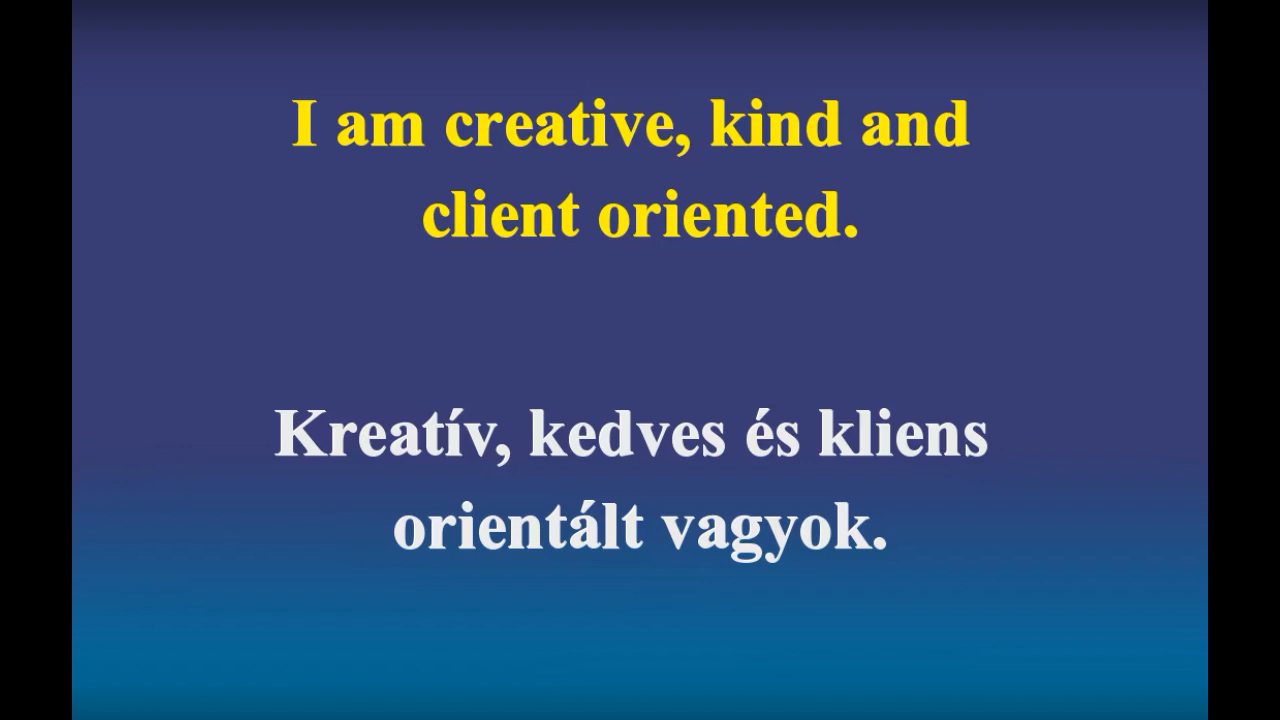 I am creative, kind and
client oriented.
Kreatív, kedves és kliens
orientált vagyok.